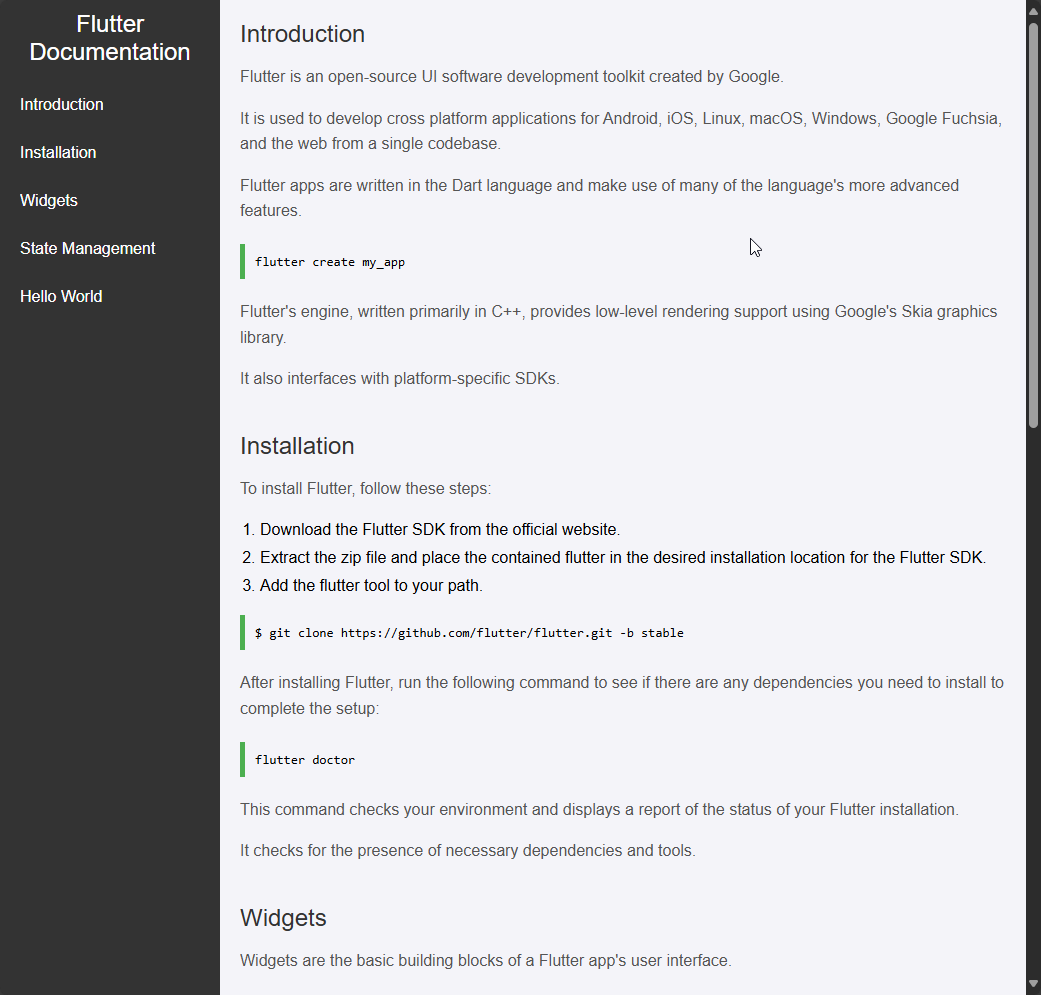 Flutter
Documentation
Introduction
Installation
Widgets
State Management
Hello World
Introduction
Flutter is an open-source UI software development toolkit created by Google.
It is used to develop cross platform applications for Android, iOS, Linux, macOS, Windows, Google Fuchsia,
and the web from a single codebase.
Flutter apps are written in the Dart language and make use of many of the language's more advanced
features.
flutter create my_app
Flutter's engine, written primarily in C++, provides low-level rendering support using Google's Skia graphics
library.
It also interfaces with platform-specific SDKs.
Installation
To install Flutter, follow these steps:
1. Download the Flutter SDK from the official website.
2. Extract the zip file and place the contained flutter in the desired installation location for the Flutter SDK.
3. Add the flutter tool to your path.
$ git clone https://github.com/flutter/flutter.git -b stable
After installing Flutter, run the following command to see if there are any dependencies you need to install to
complete the setup:
flutter doctor
This command checks your environment and displays a report of the status of your Flutter installation.
It checks for the presence of necessary dependencies and tools.
Widgets
Widgets are the basic building blocks of a Flutter app's user interface.